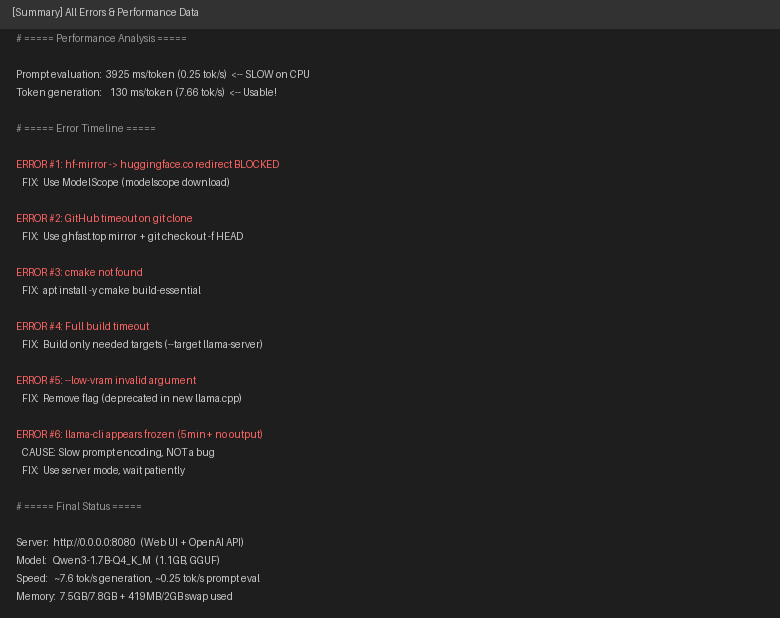 [Summary] All Errors & Performance Data
# ===== Performance Analysis =====
Prompt evaluation: 3925 ms/token (0.25 tok/s) <-- SLOW on CPU
Token generation: 130 ms/token (7.66 tok/s) <-- Usable!
# ===== Error Timeline =====
ERROR #1: hf-mirror -> huggingface.co redirect BLOCKED
FIX: Use ModelScope (modelscope download)
ERROR #2: GitHub timeout on git clone
FIX: Use ghfast.top mirror + git checkout -f HEAD
ERROR #3: cmake not found
FIX: apt install -y cmake build-essential
ERROR #4: Full build timeout
FIX: Build only needed targets (--target llama-server)
ERROR #5: --low-vram invalid argument
FIX: Remove flag (deprecated in new llama.cpp)
ERROR #6: llama-cli appears frozen (5min+ no output)
CAUSE: Slow prompt encoding, NOT a bug
FIX: Use server mode, wait patiently
# ===== Final Status =====
Server: http://0.0.0.0:8080 (Web UI + OpenAI API)
Model: Qwen3-1.7B-Q4_K_M (1.1GB, GGUF)
Speed: ~7.6 tok/s generation, ~0.25 tok/s prompt eval
Memory: 7.5GB/7.8GB + 419MB/2GB swap used